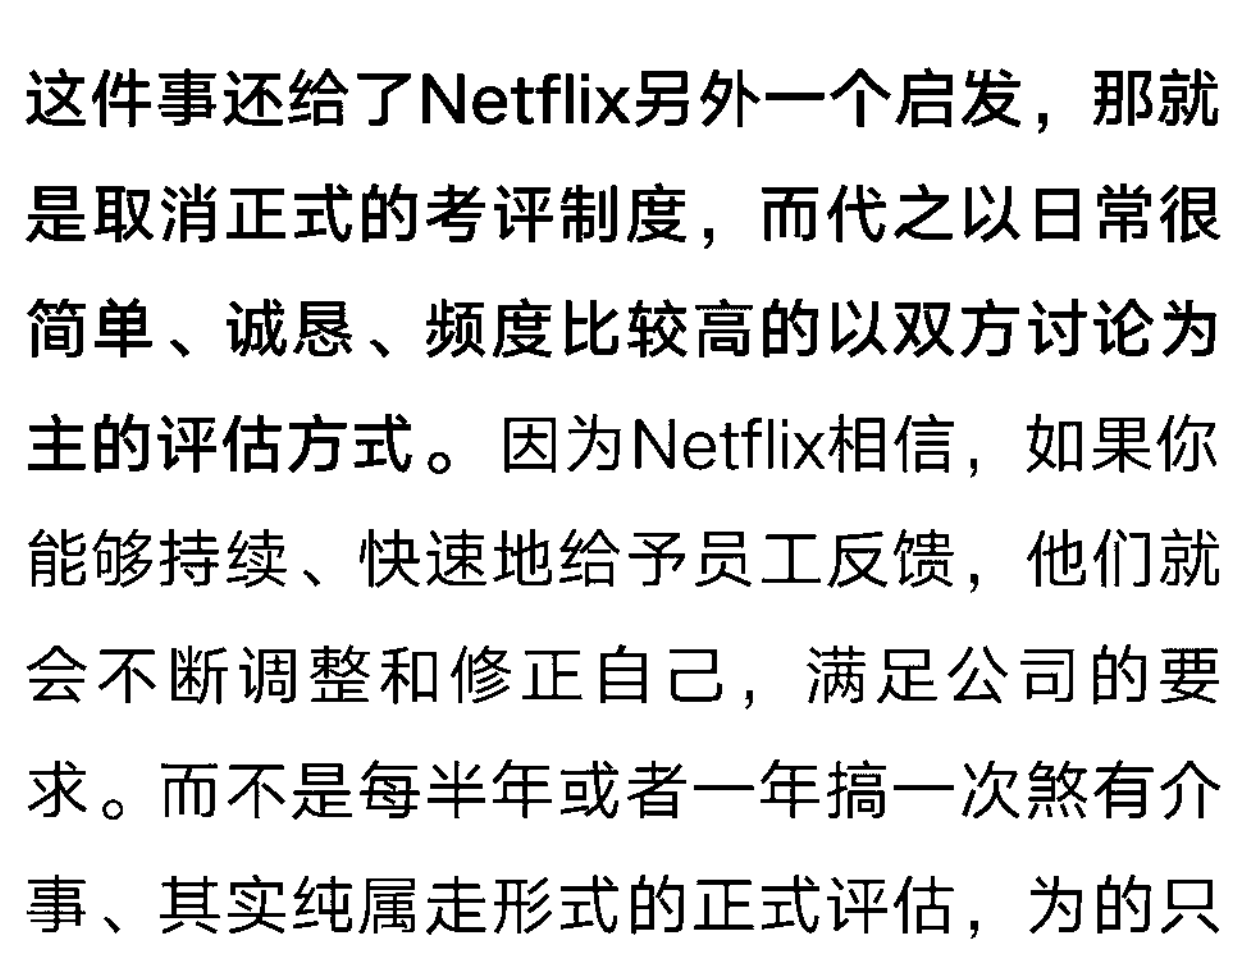 这件事还给了Netflix另外一个启发，那就
是取消正式的考评制度，而代之以日常很
简单、诚恳、频度比较高的以双方讨论为
主的评估方式。因为Netflix相信，如果你
能够持续、快速地给予员工反馈，他们就
会不断调整和修正自己，满足公司的要
求。而不是每半年或者一年搞一次煞有介
事、其实纯属走形式的正式评估，为的只